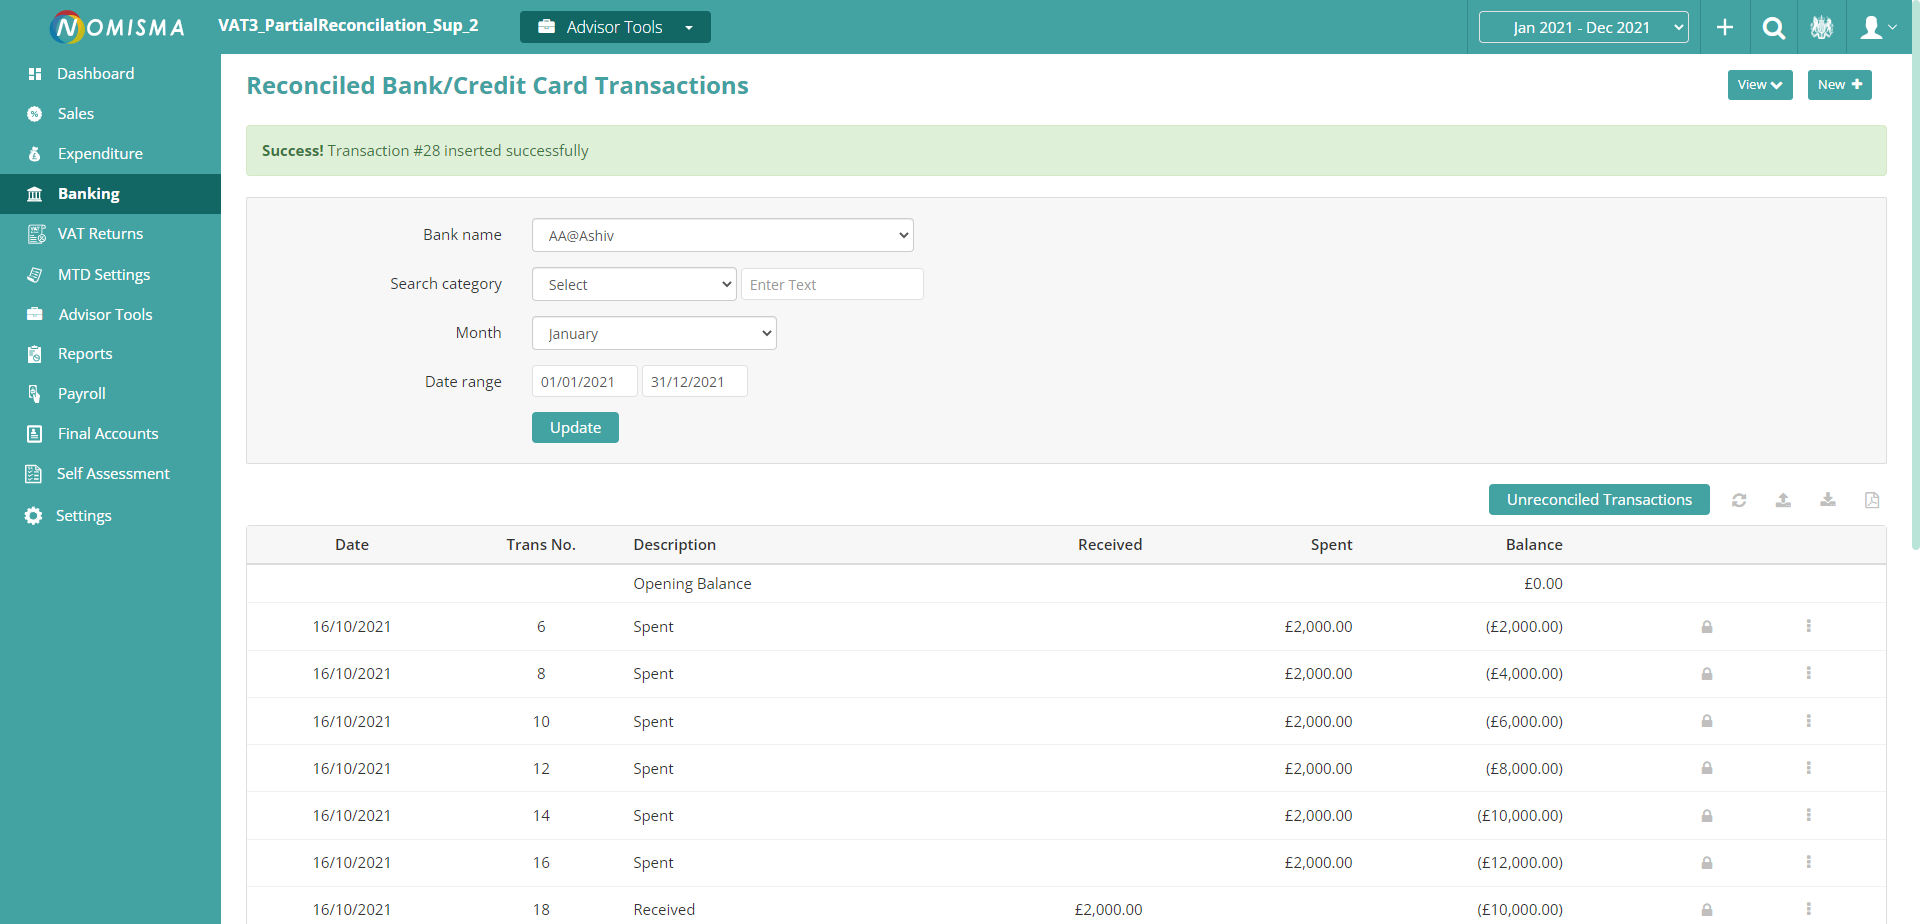 NOMISMA
VAT3_PartialReconcilation_Sup_2
Advisor Tools
Jan 2021 - Dec 2021
Dashboard
Sales
Expenditure
Banking
VAT Returns
MTD Settings
Advisor Tools
Reports
Payroll
Final Accounts
Self Assessment
Settings
Reconciled Bank/Credit Card Transactions
View
New
Success! Transaction #28 inserted successfully
Bank name AA@Ashiv
Search category Select Enter Text
Month January
Date range 01/01/2021 31/12/2021
Update
Unreconciled Transactions
Date Trans No. Description Received Spent Balance
Opening Balance £0.00
16/10/2021 6 Spent £2,000.00 (£2,000.00)
16/10/2021 8 Spent £2,000.00 (£4,000.00)
16/10/2021 10 Spent £2,000.00 (£6,000.00)
16/10/2021 12 Spent £2,000.00 (£8,000.00)
16/10/2021 14 Spent £2,000.00 (£10,000.00)
16/10/2021 16 Spent £2,000.00 (£12,000.00)
16/10/2021 18 Received £2,000.00 (£10,000.00)